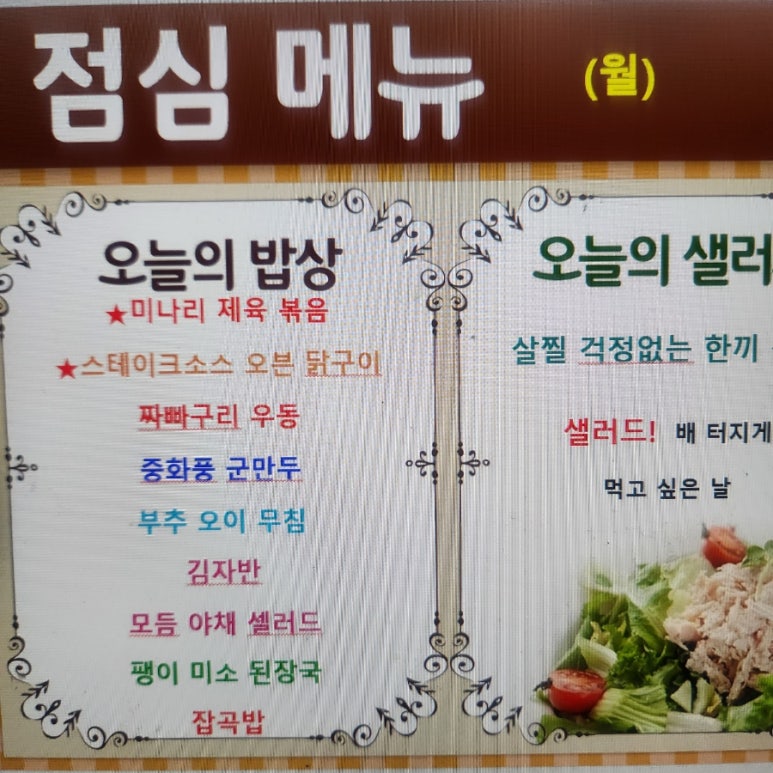 점심 메뉴 (월)
오늘의 밥상
★미나리 제육 볶음
★스테이크소스 오븐 닭구이
짜빠구리 우동
중화풍 군만두
부추 오이 무침
김자반
모듬 야채 셀러드
팽이 미소 된장국
잡곡밥
오늘의 샐러
살찔 걱정없는 한끼
샐러드! 배 터지게
먹고 싶은 날